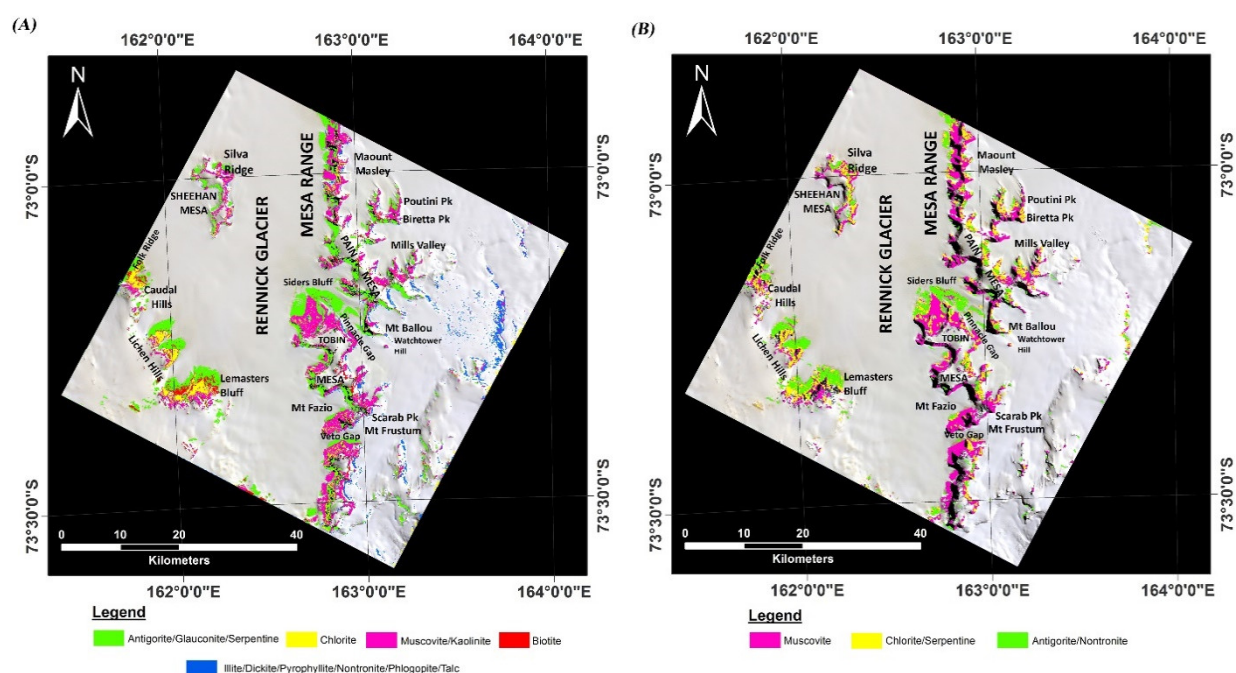 (A)
162°0'0"E 163°0'0"E 164°0'0"E
N
73°0'0"S
73°0'0"S
Silva
Ridge
SHEEHAN
MESA
RENNICK GLACIER
MESA RANGE
Maount
Masley
Poutini Pk
Biretta Pk
PAIN MESA
Mills Valley
Folk Ridge
Caudal
Hills
Siders Bluff
Pinnacle Gap
Mt Ballou
Watchtower
Hill
Lichen Hills
TOBIN
MESA
Lemasters
Bluff
Mt Fazio
Scarab Pk
Mt Frustum
Veto Gap
73°30'0"S
73°30'0"S
0 10 20 40
Kilometers
162°0'0"E 163°0'0"E 164°0'0"E
Legend
Antigorite/Glauconite/Serpentine Chlorite Muscovite/Kaolinite Biotite
Illite/Dickite/Pyrophyllite/Nontronite/Phlogopite/Talc
(B)
162°0'0"E 163°0'0"E 164°0'0"E
N
73°0'0"S
73°0'0"S
Silva
Ridge
SHEEHAN
MESA
RENNICK GLACIER
MESA RANGE
Maount
Masley
Poutini Pk
Biretta Pk
PAIN MESA
Mills Valley
Folk Ridge
Caudal
Hills
Siders Bluff
Pinnacle Gap
Mt Ballou
Watchtower
Hill
Lichen Hills
TOBIN
MESA
Lemasters
Bluff
Mt Fazio
Scarab Pk
Mt Frustum
Veto Gap
73°30'0"S
73°30'0"S
0 10 20 40
Kilometers
162°0'0"E 163°0'0"E 164°0'0"E
Legend
Muscovite Chlorite/Serpentine Antigorite/Nontronite